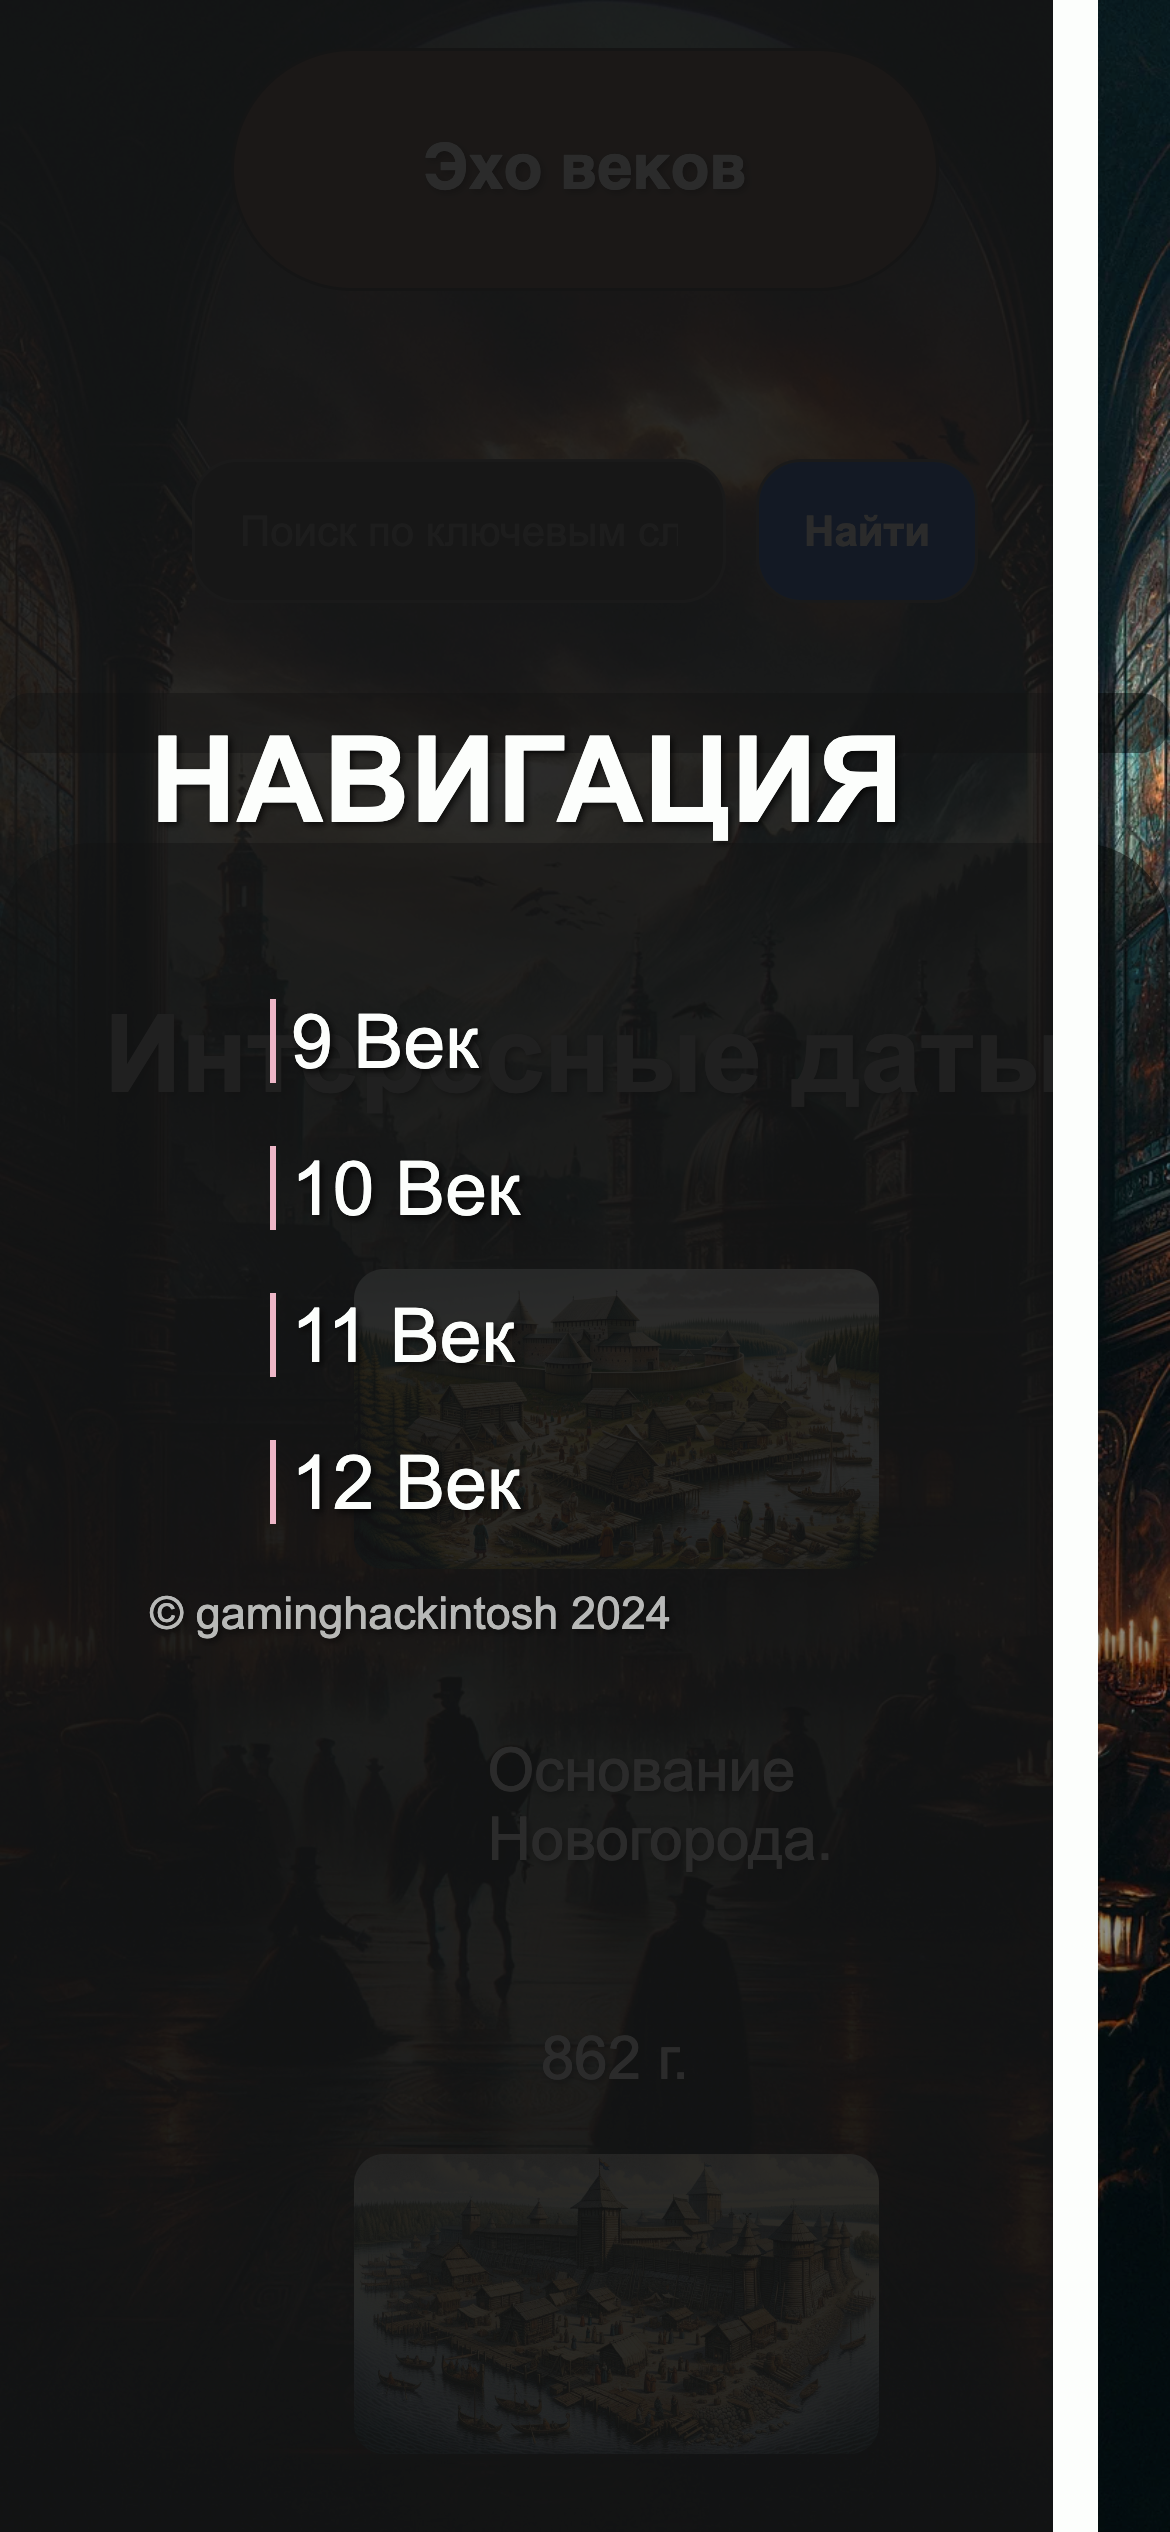 Эхо веков
Поиск по ключевым сл
Найти
НАВИГАЦИЯ
Интересные даты
9 Век
10 Век
11 Век
12 Век
© gaminghackintosh 2024
Основание
Новогорода.
862 г.